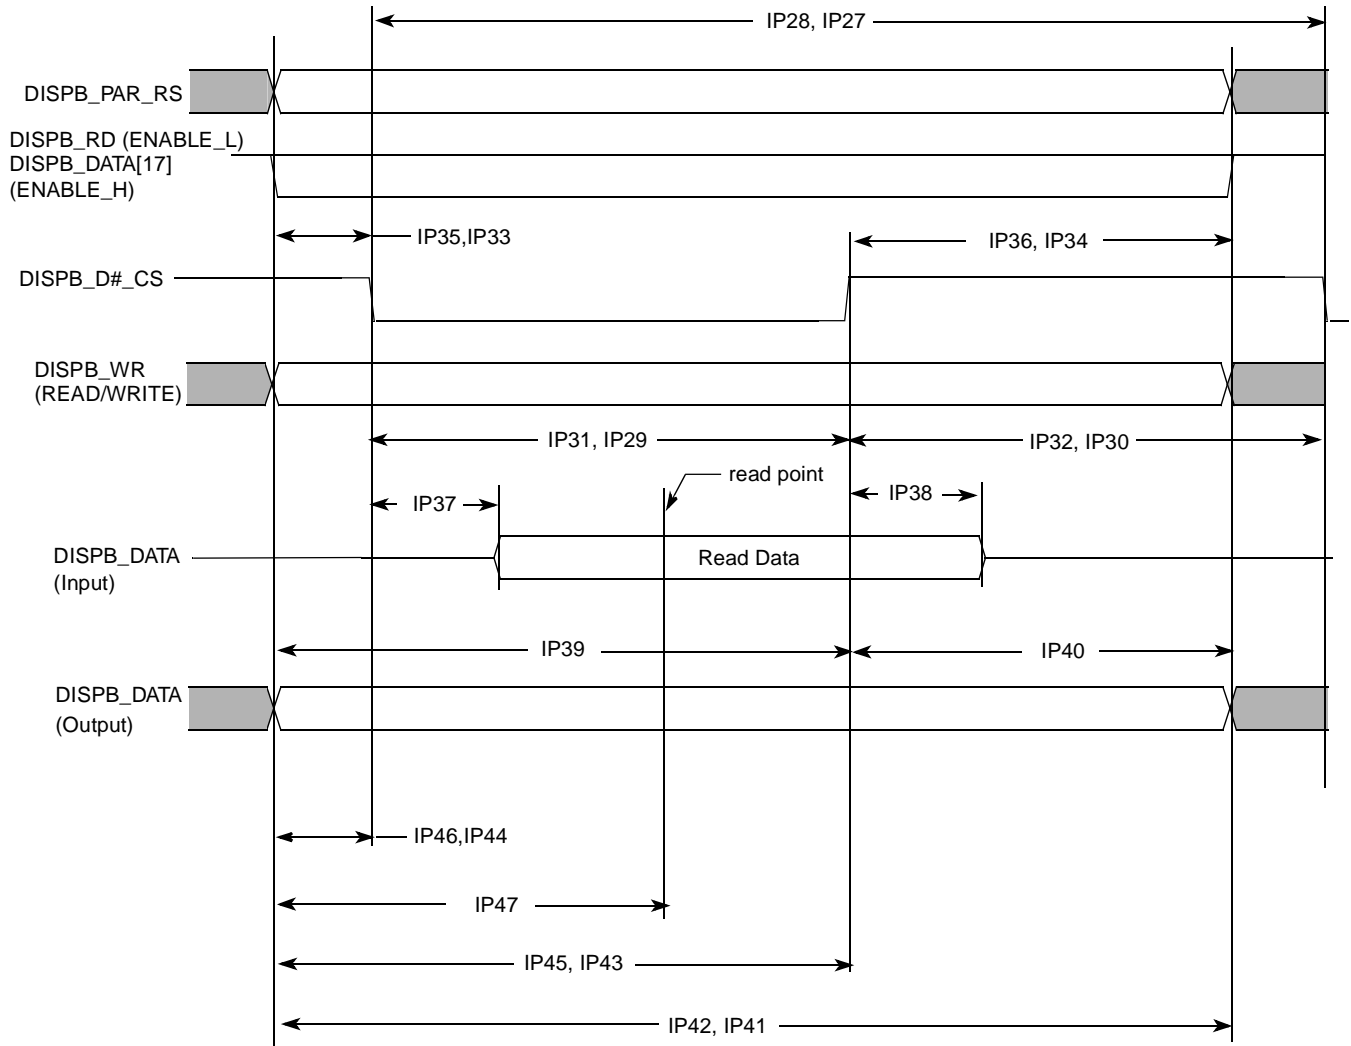 IP28, IP27
DISPB_PAR_RS
DISPB_RD (ENABLE_L)
DISPB_DATA[17]
(ENABLE_H)
IP35,IP33
IP36, IP34
DISPB_D#_CS
DISPB_WR
(READ/WRITE)
IP31, IP29
IP32, IP30
read point
IP37
IP38
DISPB_DATA
(Input)
Read Data
IP39
IP40
DISPB_DATA
(Output)
IP46,IP44
IP47
IP45, IP43
IP42, IP41